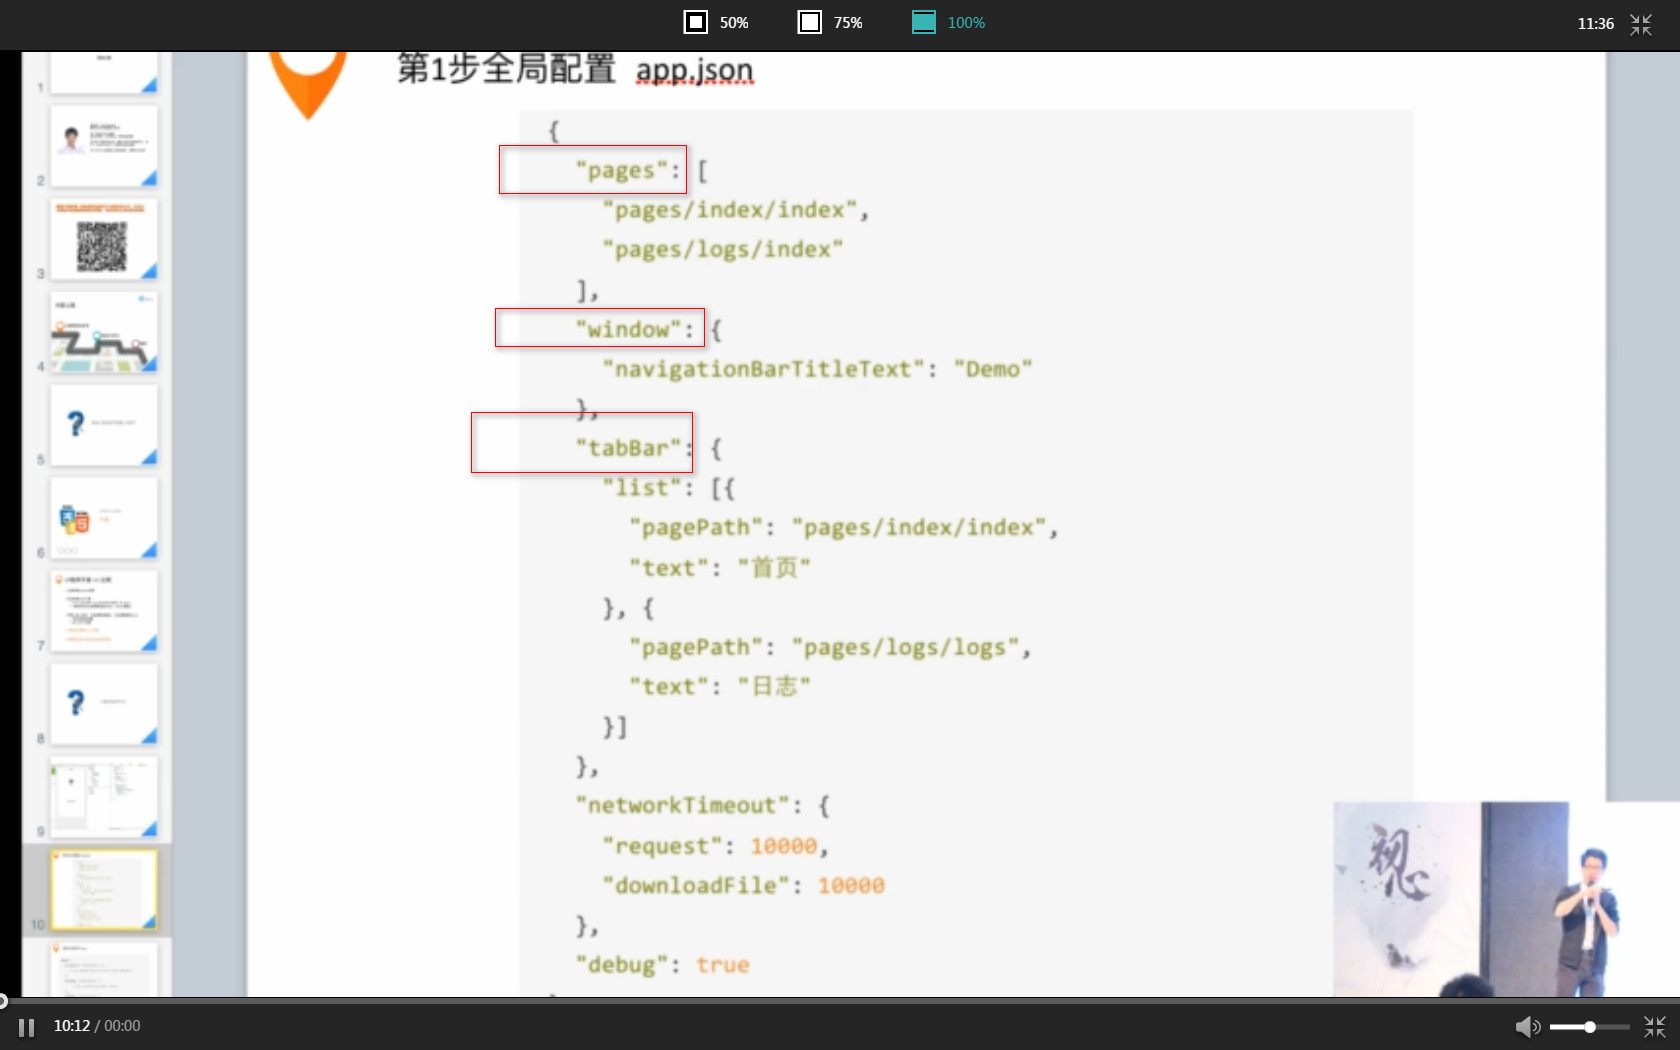 50% 75% 100% 11:36
第1步全局配置 app.json
{
"pages": [
"pages/index/index",
"pages/logs/index"
],
"window": {
"navigationBarTitleText": "Demo"
},
"tabBar": {
"list": [{
"pagePath": "pages/index/index",
"text": "首页"
}, {
"pagePath": "pages/logs/logs",
"text": "日志"
}]
},
"networkTimeout": {
"request": 10000,
"downloadFile": 10000
},
"debug": true
1
2
3
4
5
6
7
8
9
10
视心
10:12 / 00:00